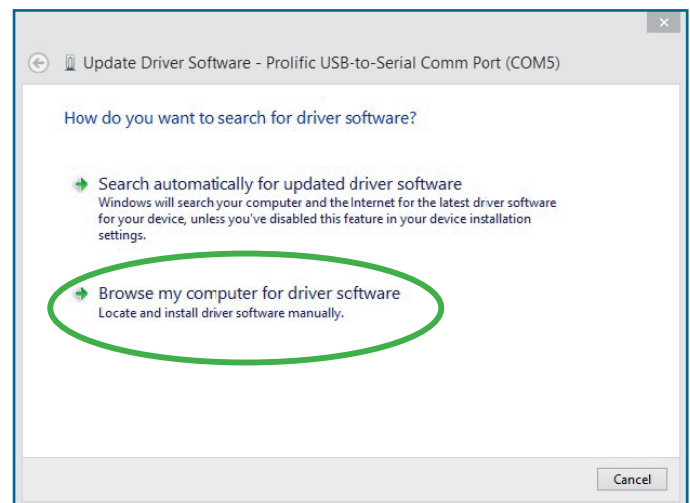 Update Driver Software - Prolific USB-to-Serial Comm Port (COM5)
How do you want to search for driver software?
Search automatically for updated driver software
Windows will search your computer and the Internet for the latest driver software
for your device, unless you've disabled this feature in your device installation
settings.
Browse my computer for driver software
Locate and install driver software manually.
Cancel